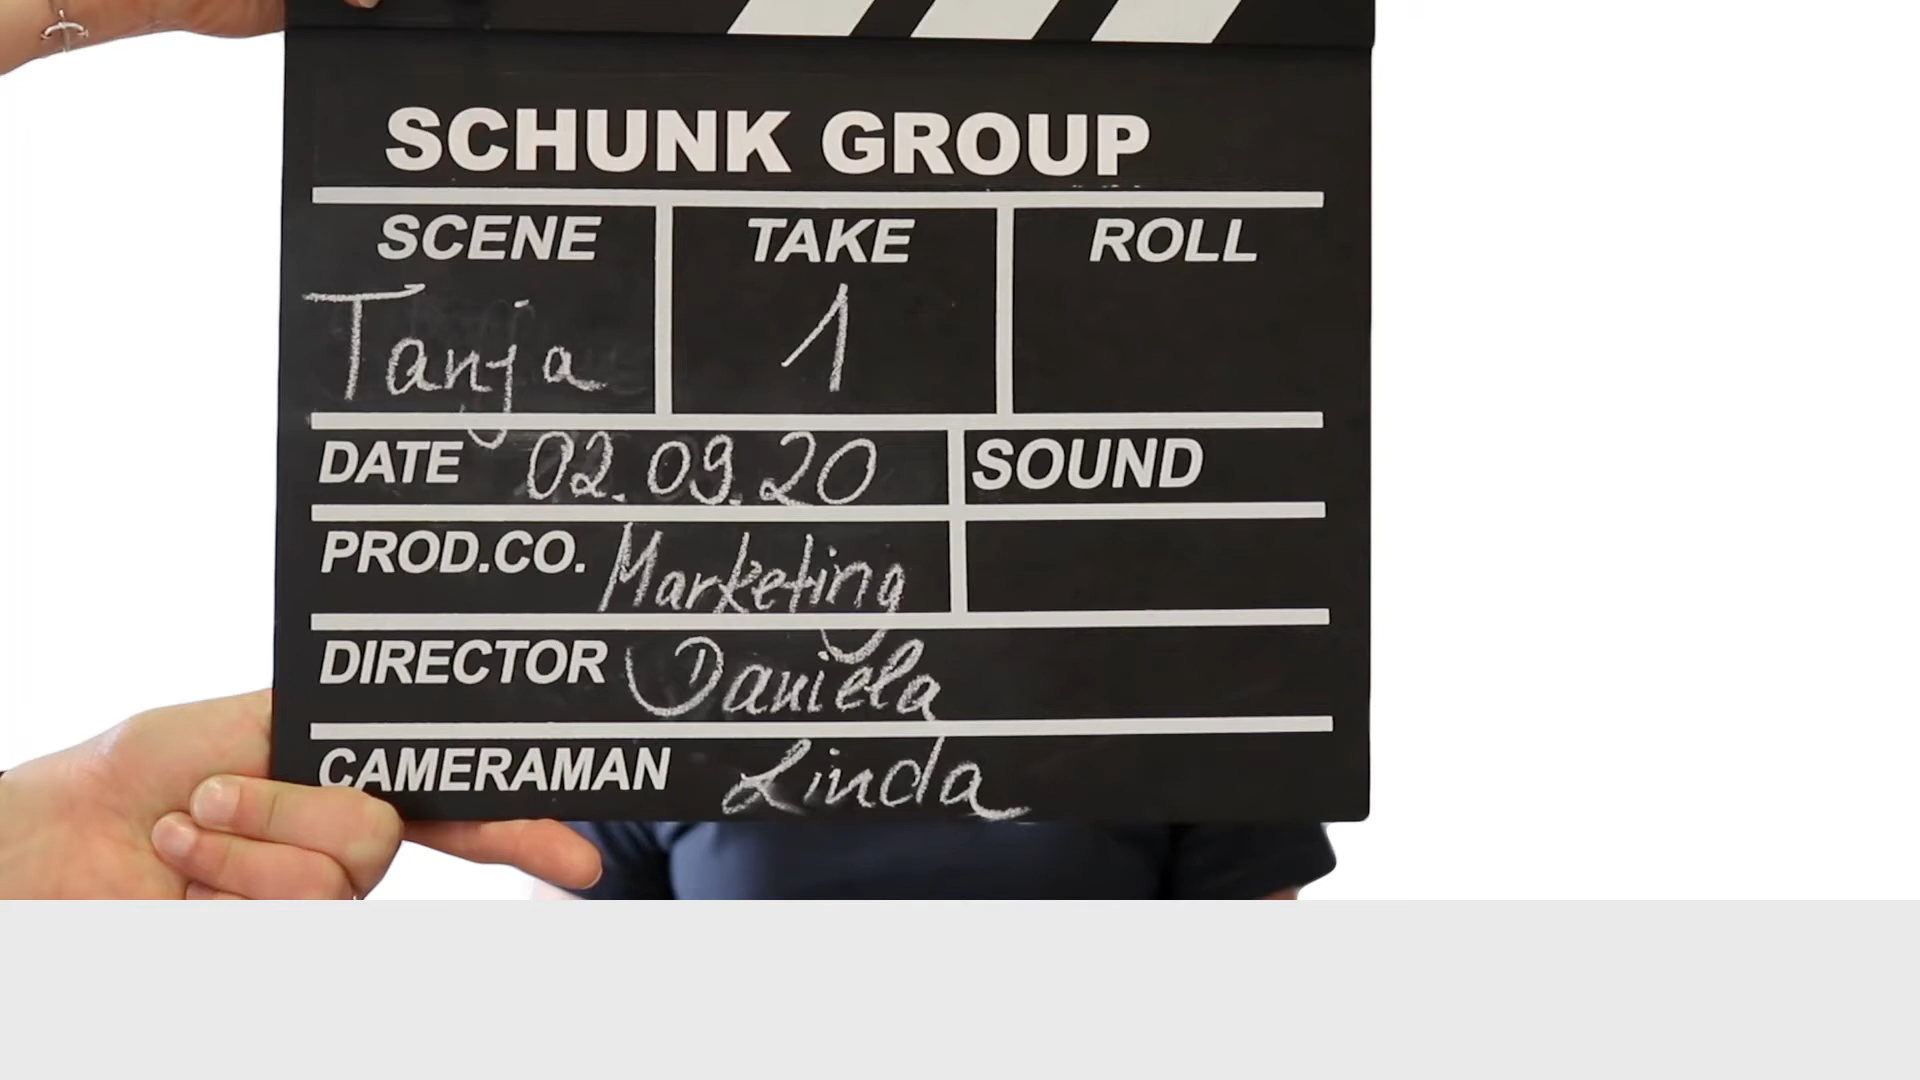 SCHUNK GROUP
SCENE TAKE ROLL
Tanja 1
DATE 02.09.20 SOUND
PROD.CO. Marketing
DIRECTOR Daniela
CAMERAMAN Linda